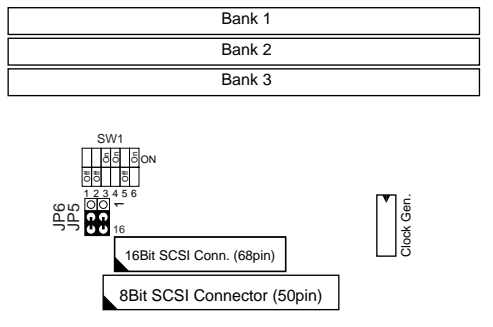 Bank 1
Bank 2
Bank 3
SW1
On On On
ON
Off Off Off
1 2 3 4 5 6
JP6
JP5
1
16
Clock Gen.
16Bit SCSI Conn. (68pin)
8Bit SCSI Connector (50pin)